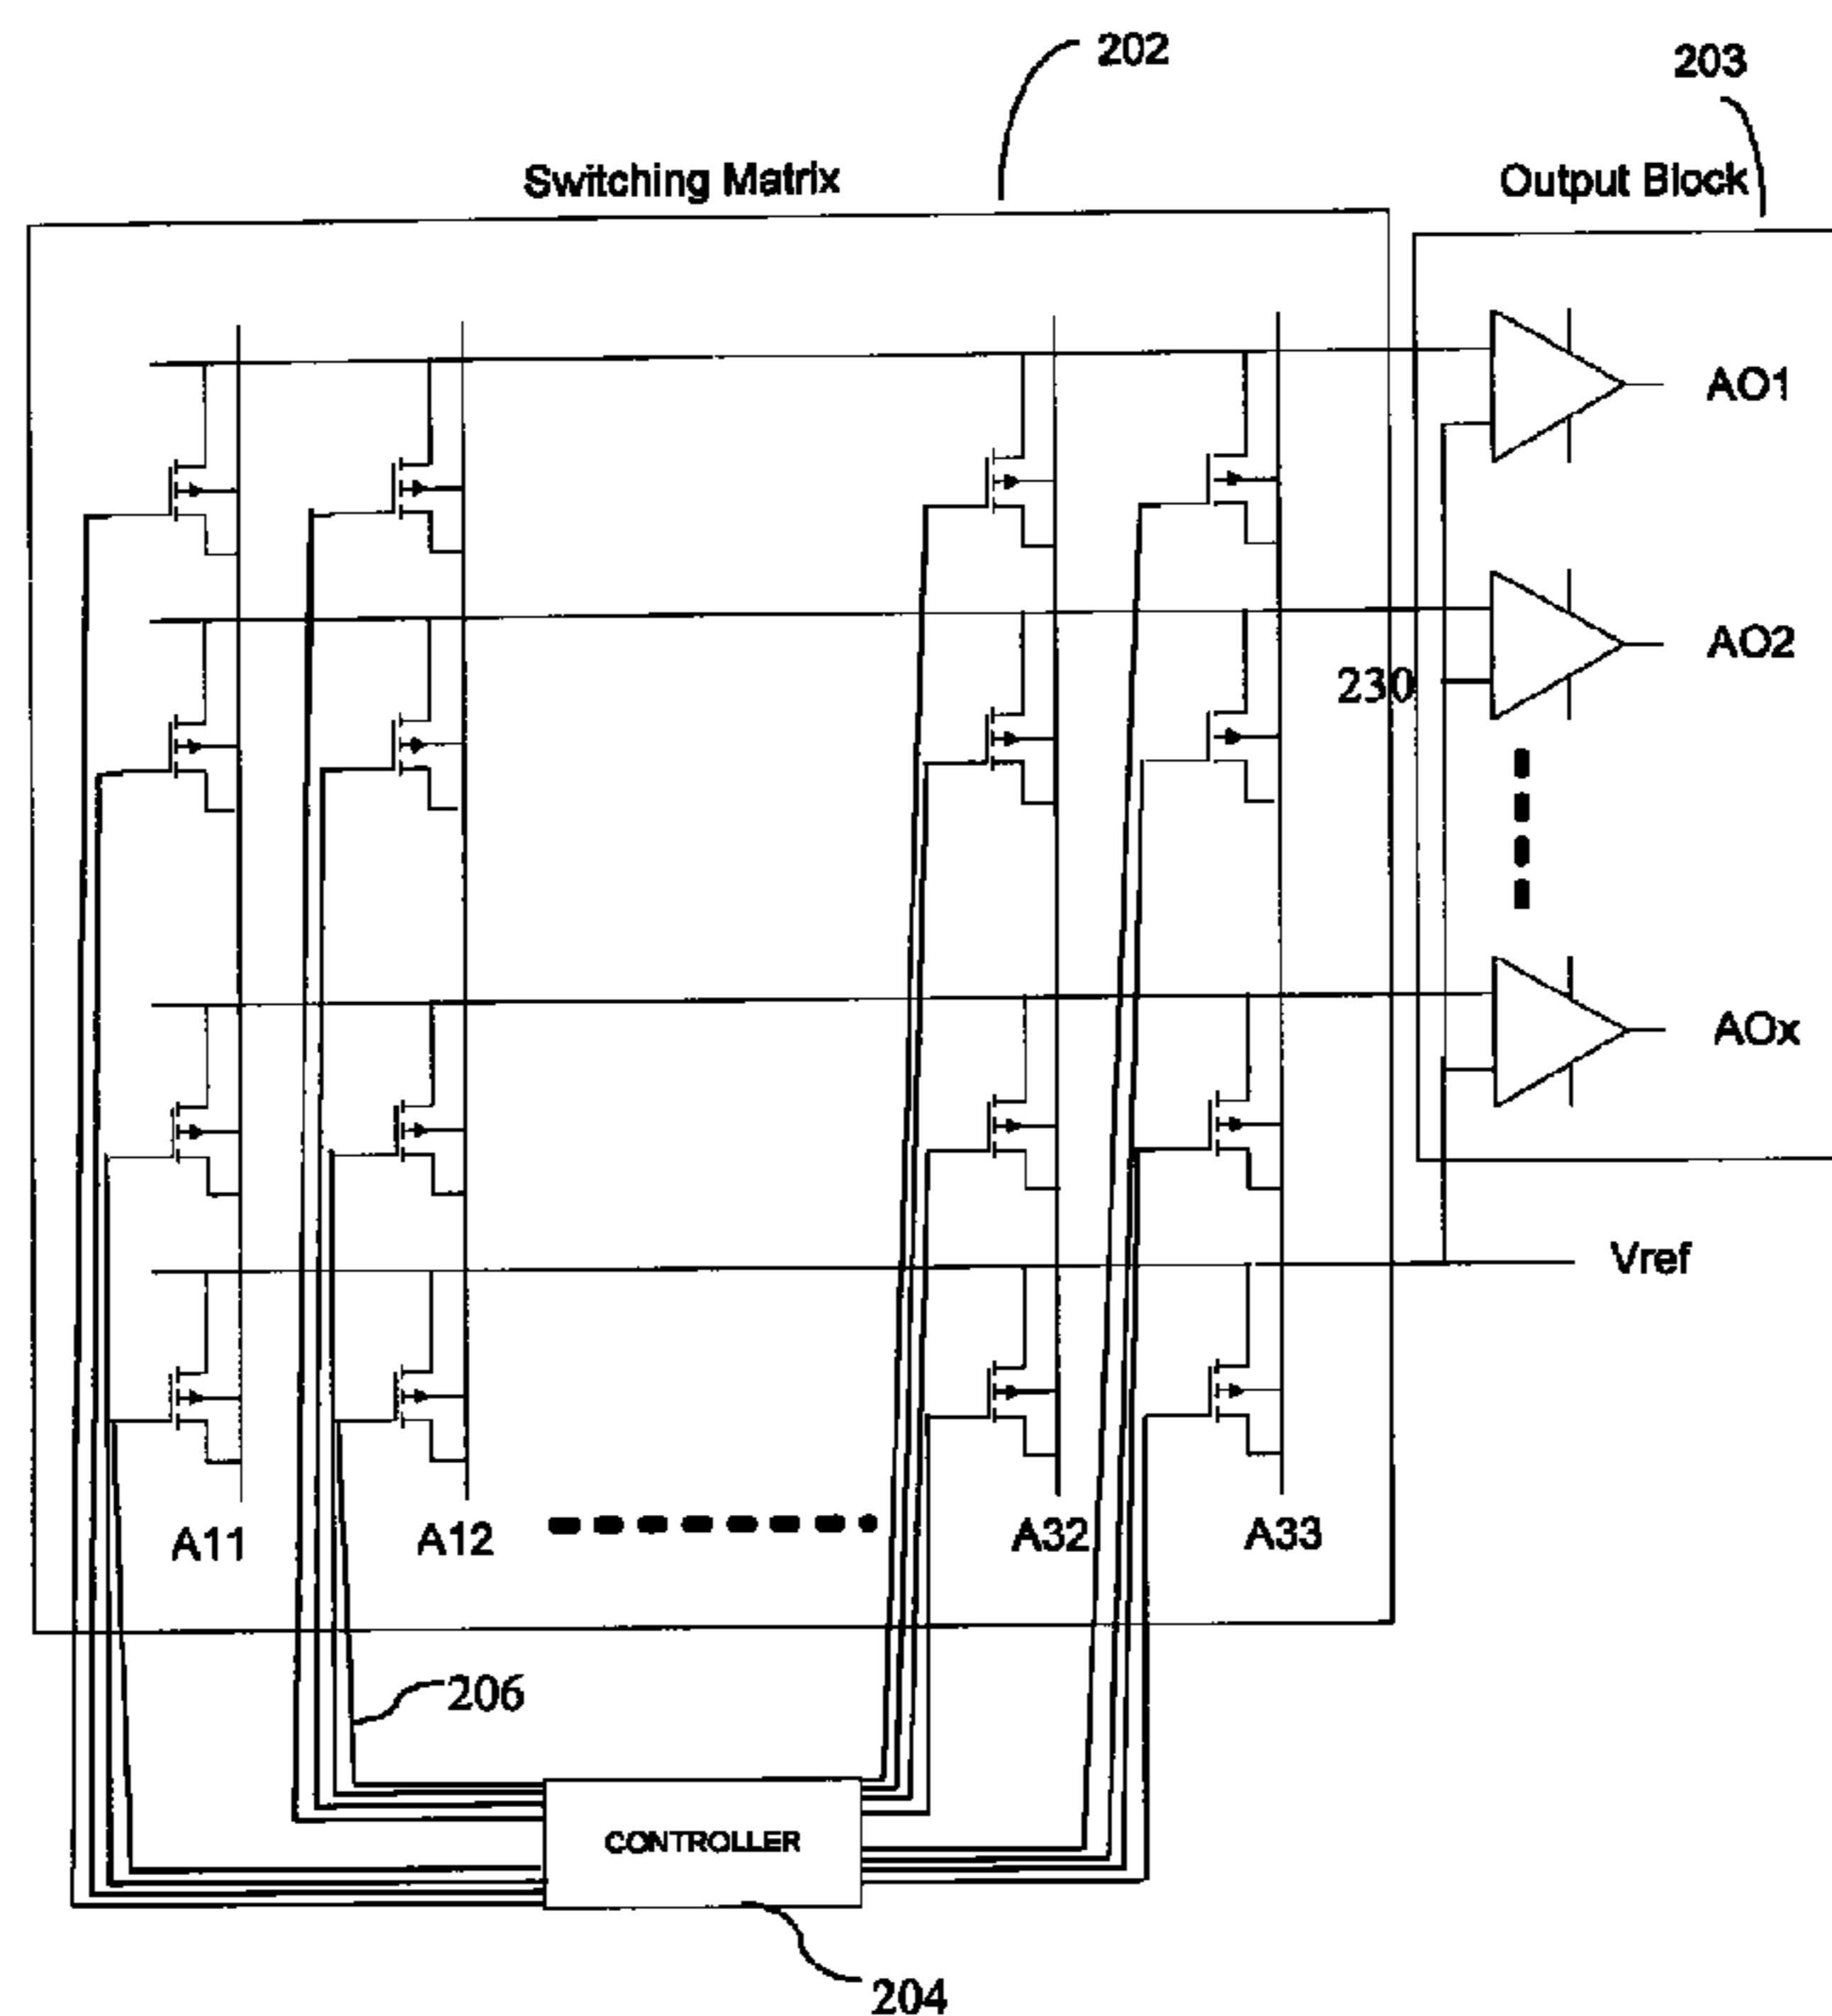 202
203
Switching Matrix
Output Block
AO1
AO2
230
AOx
Vref
A11
A12
A32
A33
206
CONTROLLER
204